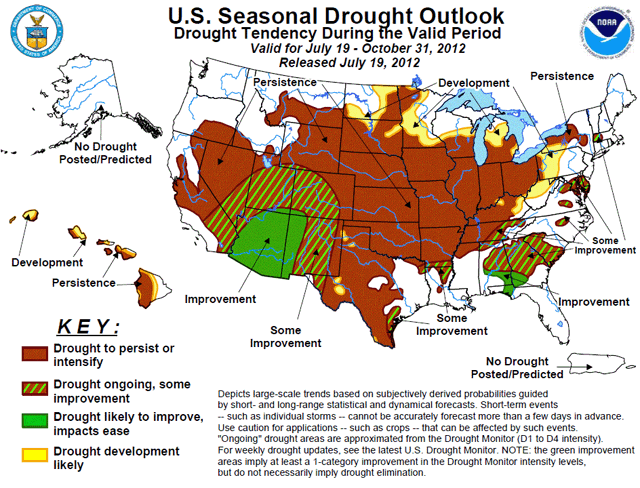 U.S. Seasonal Drought Outlook
Drought Tendency During the Valid Period
Valid for July 19 - October 31, 2012
Released July 19, 2012
NOAA
Persistence
Development
Persistence
No Drought
Posted/Predicted
Development
Persistence
Improvement
Some
Improvement
Some
Improvement
Some
Improvement
Improvement
No Drought
Posted/Predicted
KEY:
Drought to persist or
intensify
Drought ongoing, some
improvement
Drought likely to improve,
impacts ease
Drought development
likely
Depicts large-scale trends based on subjectively derived probabilities guided
by short- and long-range statistical and dynamical forecasts. Short-term events
-- such as individual storms -- cannot be accurately forecast more than a few days in advance.
Use caution for applications -- such as crops -- that can be affected by such events.
"Ongoing" drought areas are approximated from the Drought Monitor (D1 to D4 intensity).
For weekly drought updates, see the latest U.S. Drought Monitor. NOTE: the green improvement
areas imply at least a 1-category improvement in the Drought Monitor intensity levels,
but do not necessarily imply drought elimination.